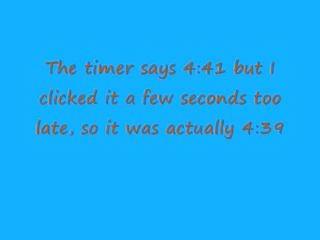 The timer says 4:41 but I
clicked it a few seconds too
late, so it was actually 4:39